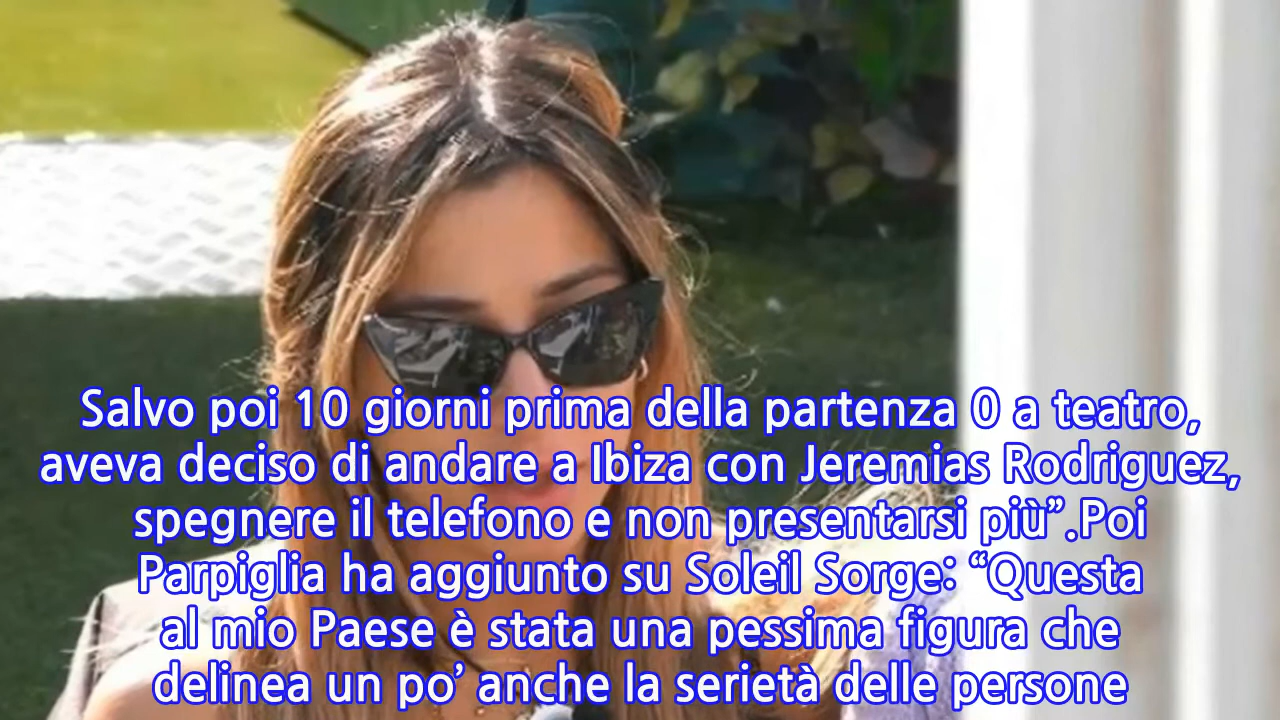 Salvo poi 10 giorni prima della partenza 0 a teatro,
aveva deciso di andare a Ibiza con Jeremias Rodriguez,
spegnere il telefono e non presentarsi più”.Poi
Parpiglia ha aggiunto su Soleil Sorge: “Questa
al mio Paese è stata una pessima figura che
delinea un po’ anche la serietà delle persone